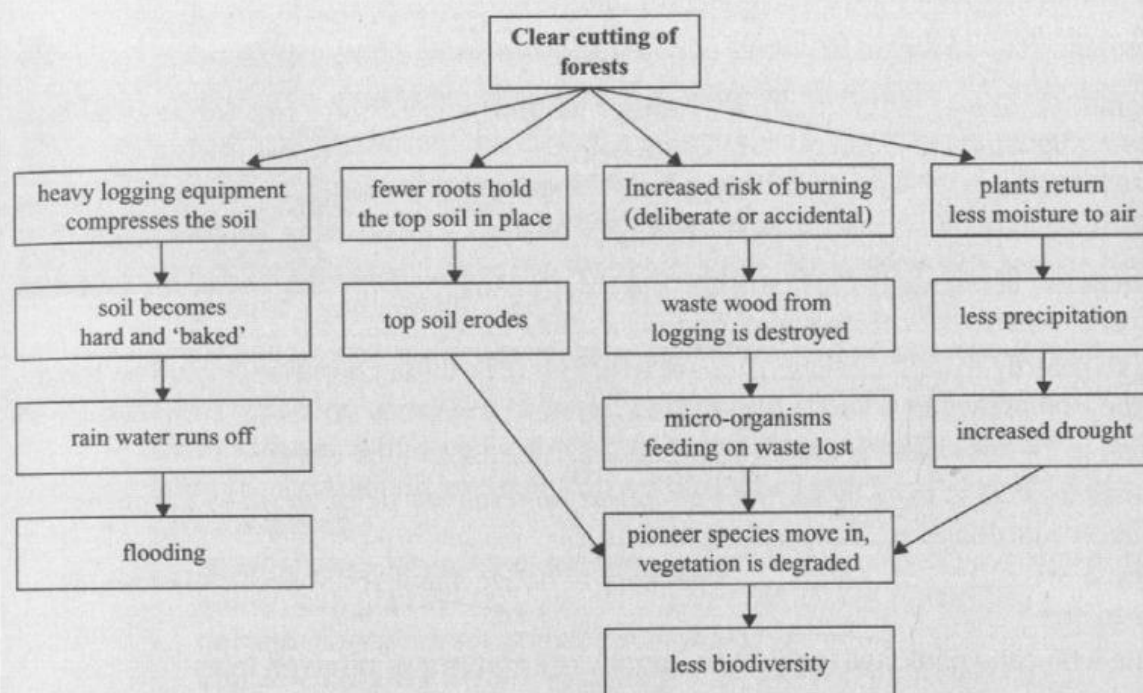 Clear cutting of
forests
heavy logging equipment
compresses the soil
fewer roots hold
the top soil in place
Increased risk of burning
(deliberate or accidental)
plants return
less moisture to air
soil becomes
hard and ‘baked’
top soil erodes
waste wood from
logging is destroyed
less precipitation
rain water runs off
micro-organisms
feeding on waste lost
increased drought
flooding
pioneer species move in,
vegetation is degraded
less biodiversity